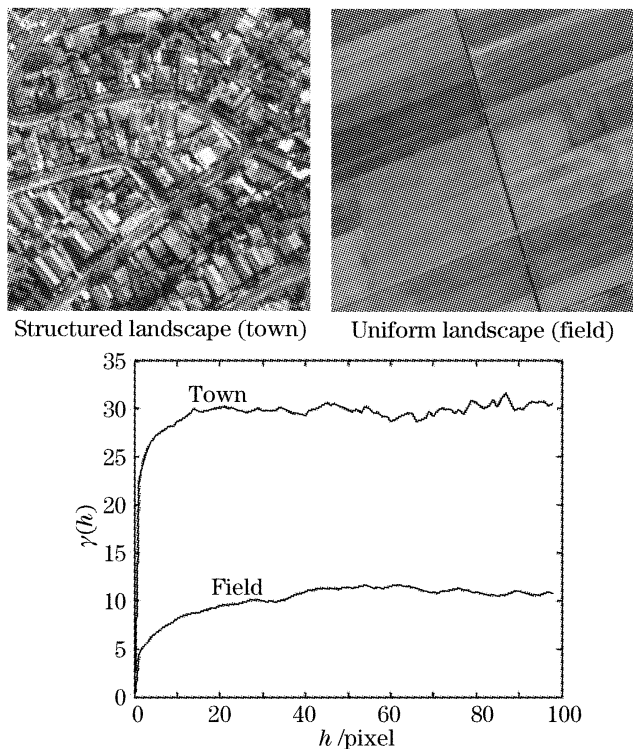 Structured landscape (town)
Uniform landscape (field)
35
30
25
20
15
10
5
0
γ(h)
Town
Field
0
20
40
60
80
100
h /pixel